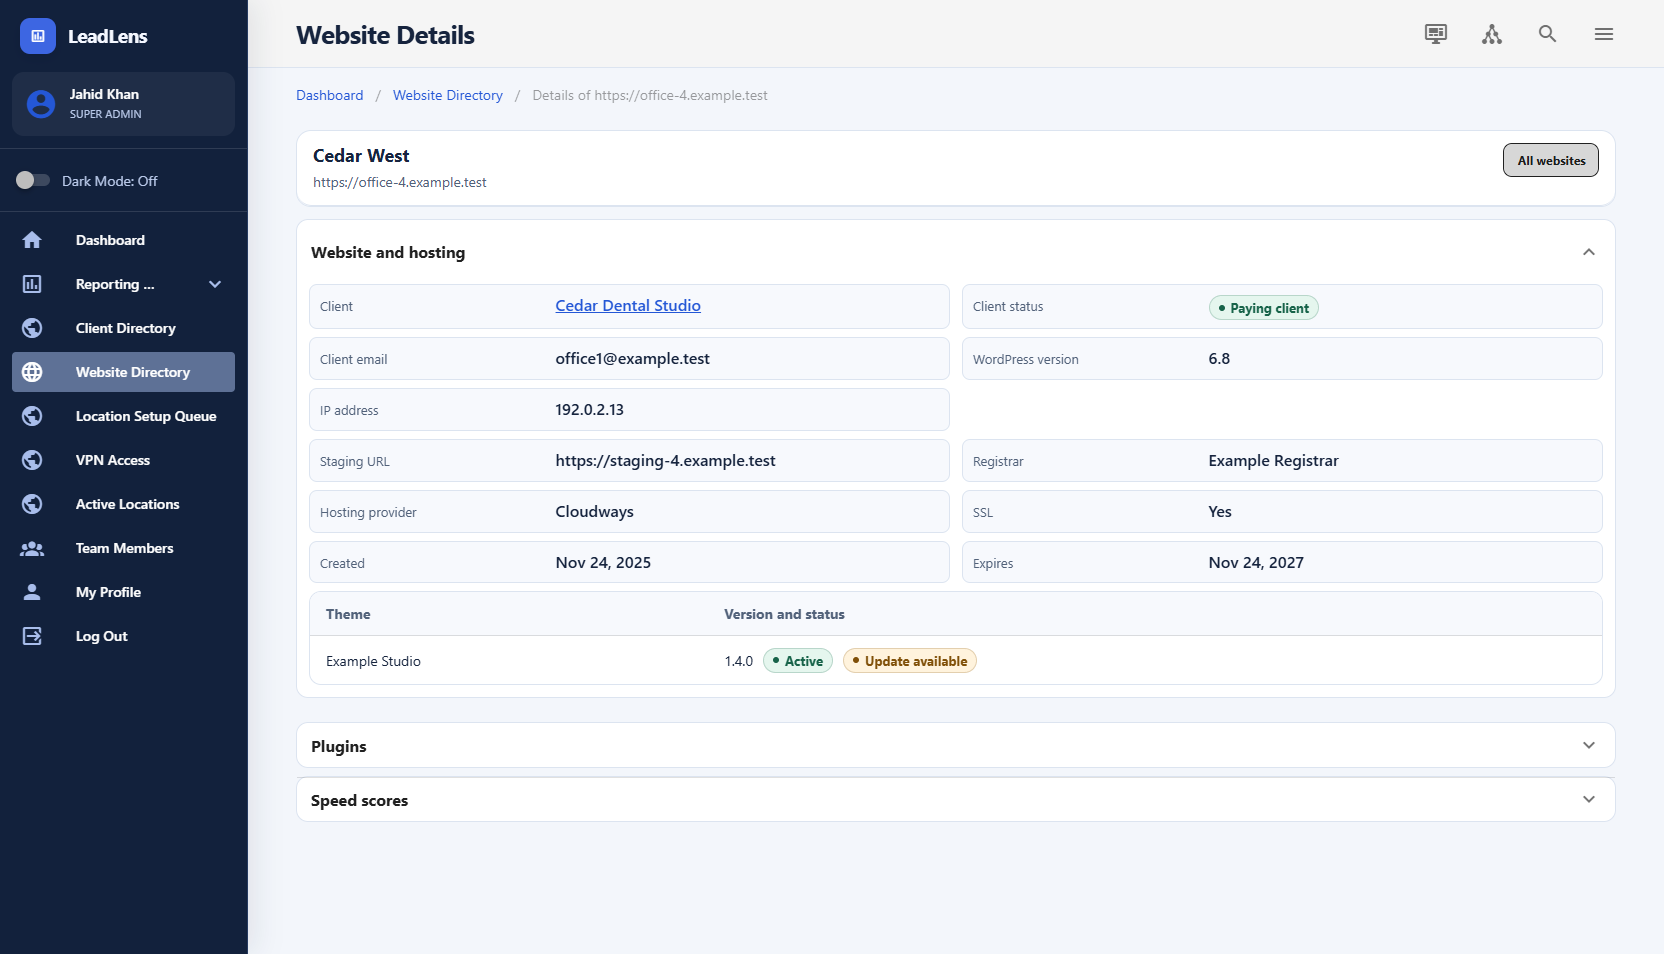 LeadLens
Jahid Khan
SUPER ADMIN
Dark Mode: Off
Dashboard
Reporting ...
Client Directory
Website Directory
Location Setup Queue
VPN Access
Active Locations
Team Members
My Profile
Log Out
Website Details
Dashboard / Website Directory / Details of https://office-4.example.test
Cedar West
https://office-4.example.test
All websites
Website and hosting
Client Cedar Dental Studio
Client status Paying client
Client email office1@example.test
WordPress version 6.8
IP address 192.0.2.13
Staging URL https://staging-4.example.test
Registrar Example Registrar
Hosting provider Cloudways
SSL Yes
Created Nov 24, 2025
Expires Nov 24, 2027
Theme Version and status
Example Studio 1.4.0 Active Update available
Plugins
Speed scores